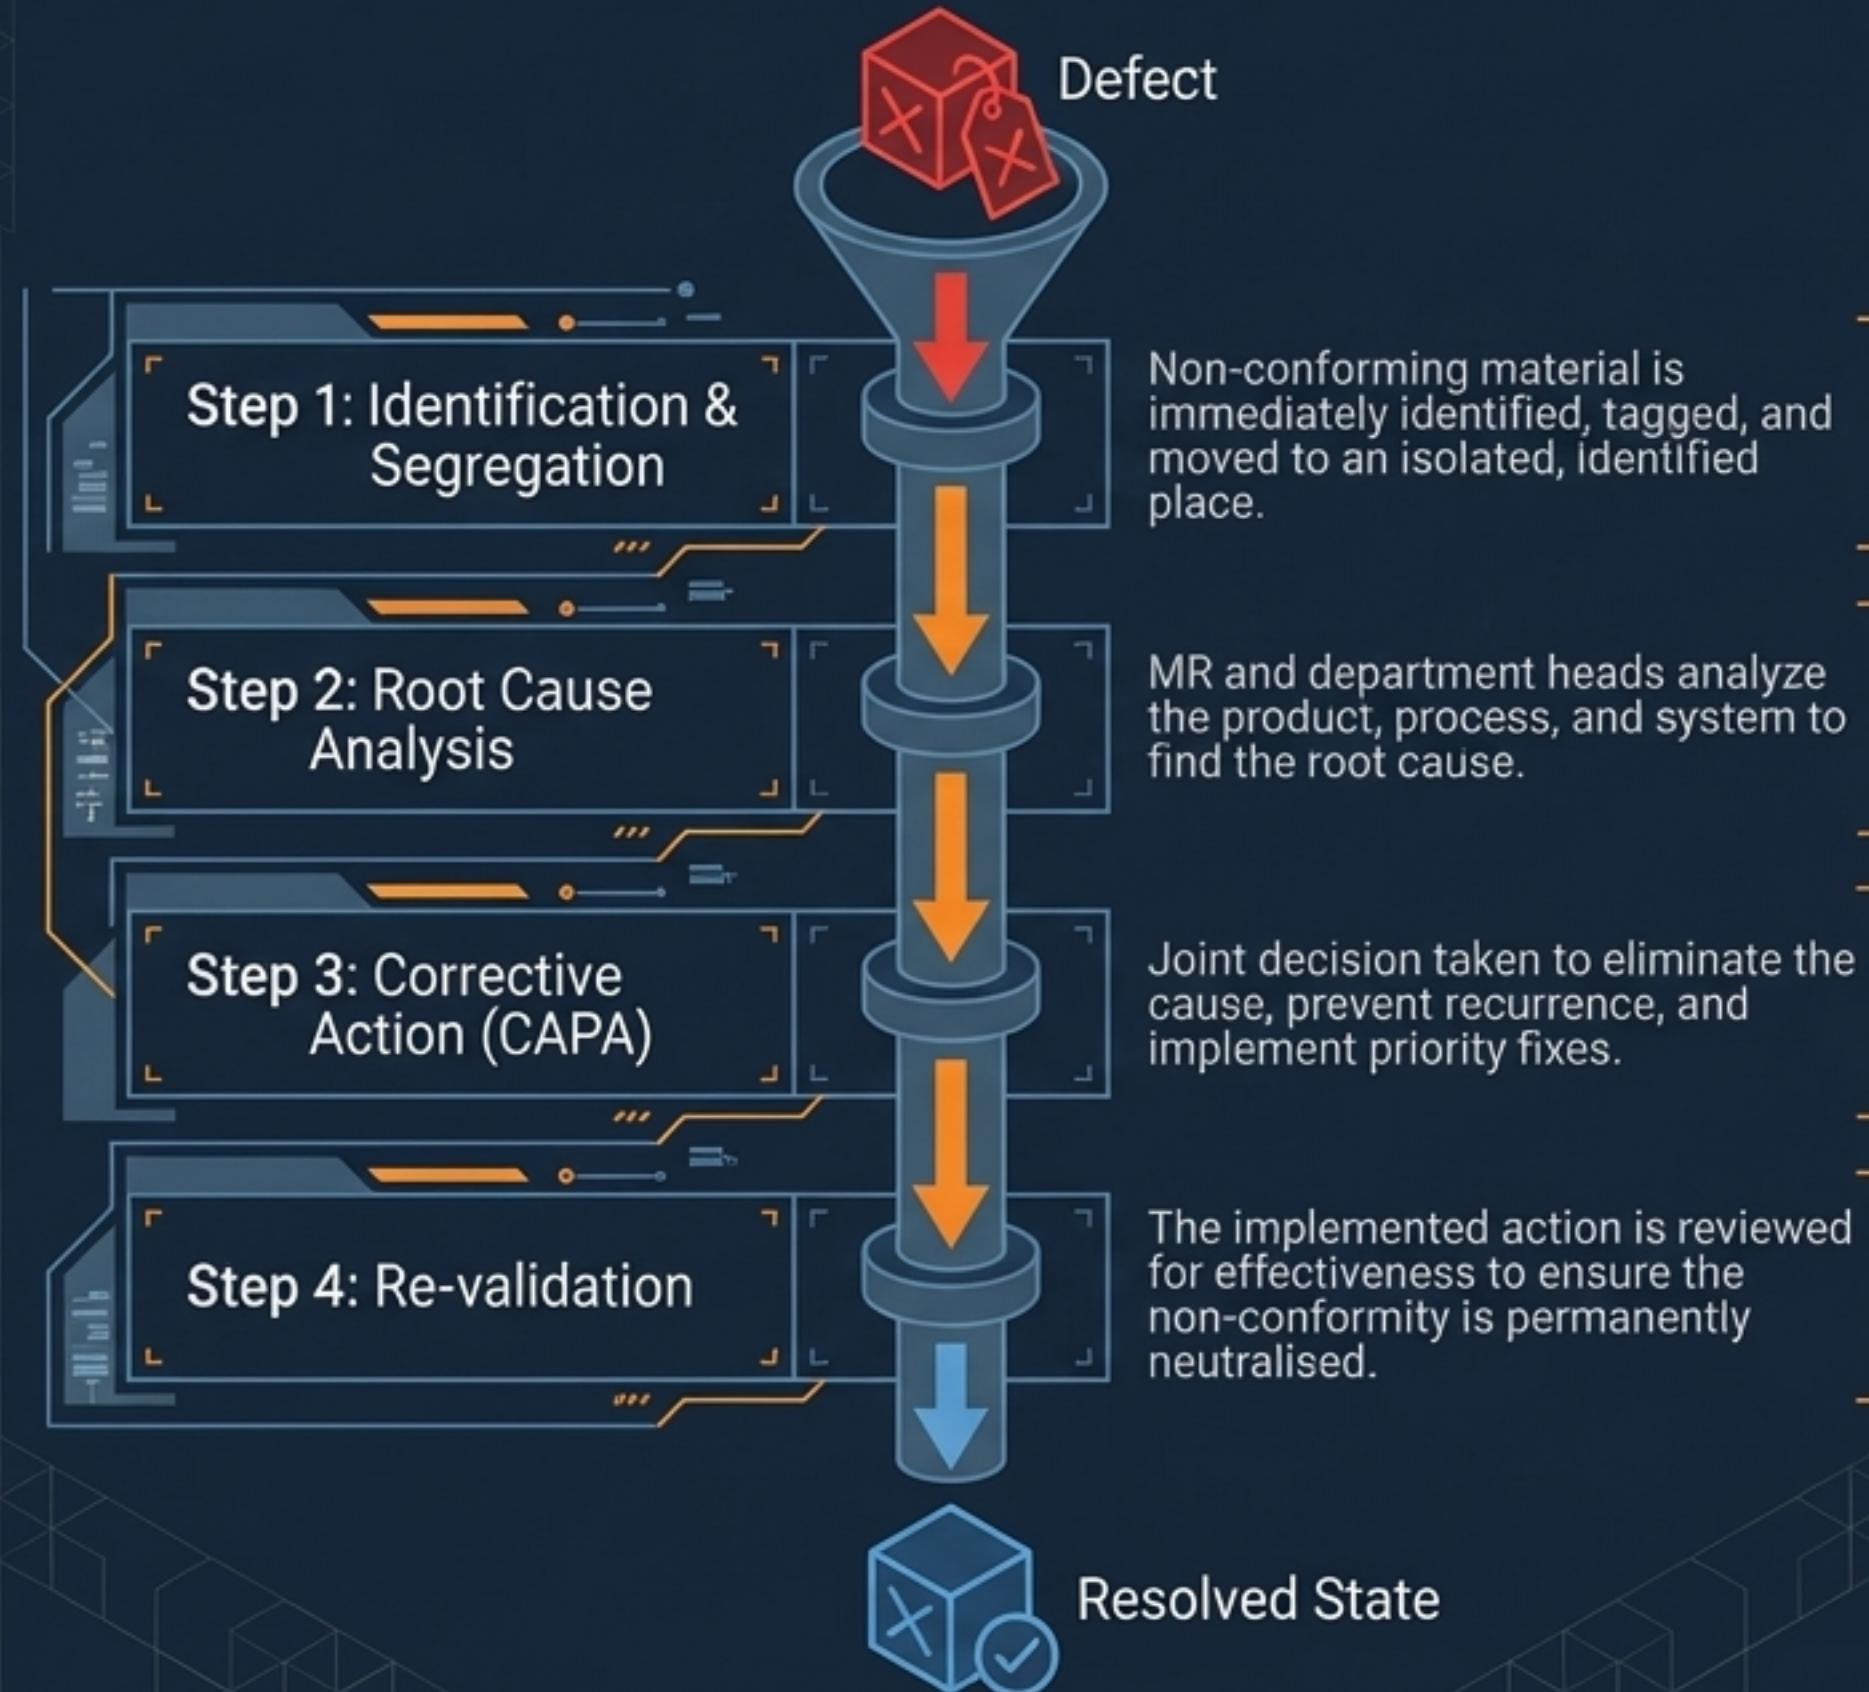 Defect
Step 1: Identification &
Segregation
Non-conforming material is
immediately identified, tagged, and
moved to an isolated, identified
place.
Step 2: Root Cause
Analysis
MR and department heads analyze
the product, process, and system to
find the root cause.
Step 3: Corrective
Action (CAPA)
Joint decision taken to eliminate the
cause, prevent recurrence, and
implement priority fixes.
Step 4: Re-validation
The implemented action is reviewed
for effectiveness to ensure the
non-conformity is permanently
neutralised.
Resolved State